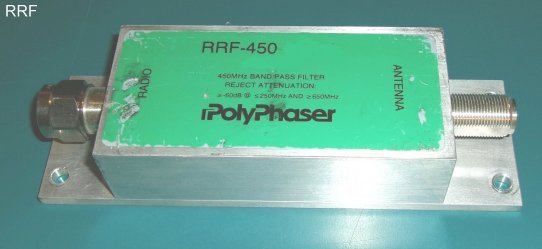 RRF
RRF-450
450MHz BAND PASS FILTER
REJECT ATTENUATION:
≥-60dB @ ≤250MHz AND ≥650MHz
PolyPhaser
RADIO
ANTENNA